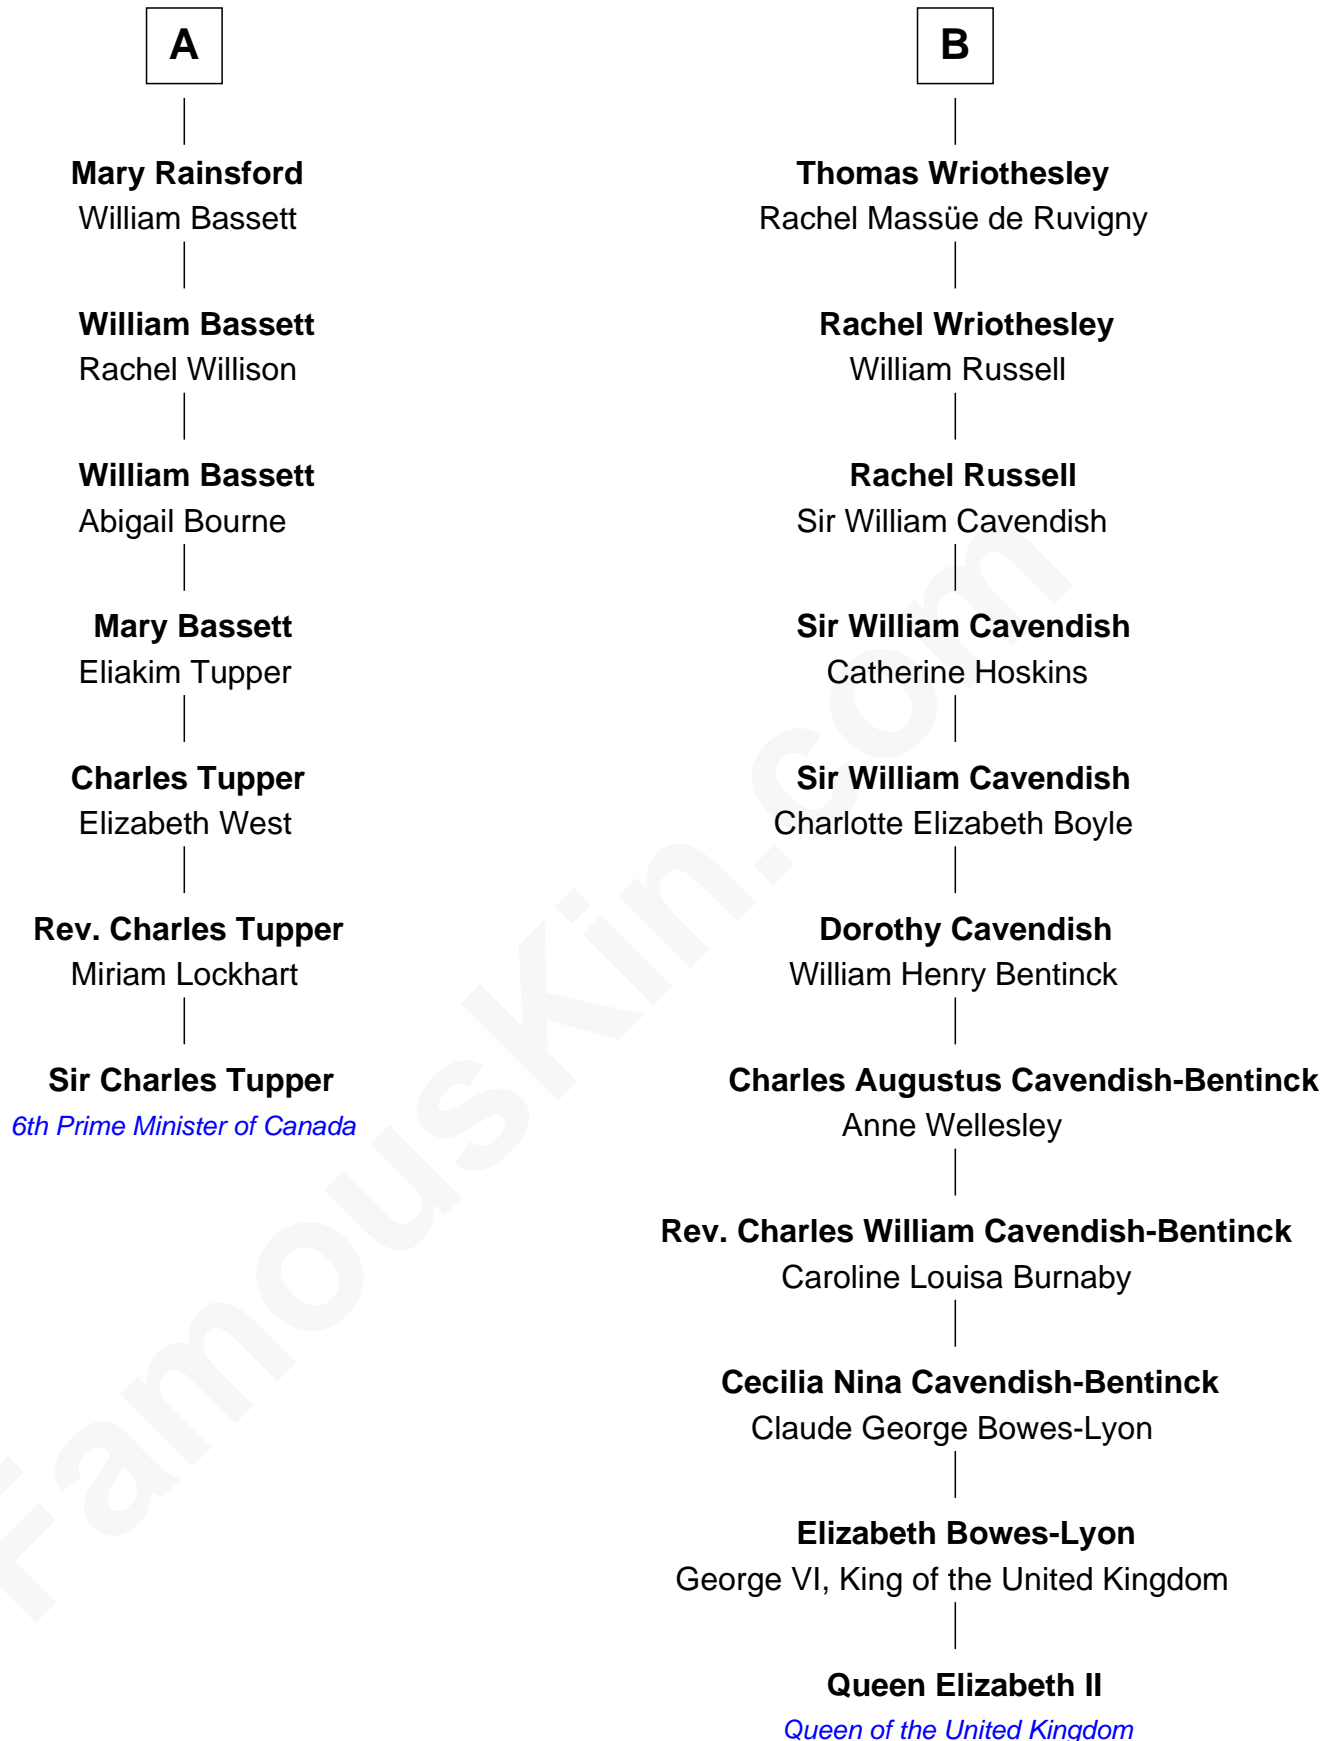 A
Mary Rainsford
William Bassett
William Bassett
Rachel Willison
William Bassett
Abigail Bourne
Mary Bassett
Eliakim Tupper
Charles Tupper
Elizabeth West
Rev. Charles Tupper
Miriam Lockhart
Sir Charles Tupper
6th Prime Minister of Canada
B
Thomas Wriothesley
Rachel Massüe de Ruvigny
Rachel Wriothesley
William Russell
Rachel Russell
Sir William Cavendish
Sir William Cavendish
Catherine Hoskins
Sir William Cavendish
Charlotte Elizabeth Boyle
Dorothy Cavendish
William Henry Bentinck
Charles Augustus Cavendish-Bentinck
Anne Wellesley
Rev. Charles William Cavendish-Bentinck
Caroline Louisa Burnaby
Cecilia Nina Cavendish-Bentinck
Claude George Bowes-Lyon
Elizabeth Bowes-Lyon
George VI, King of the United Kingdom
Queen Elizabeth II
Queen of the United Kingdom
FamousKin.com